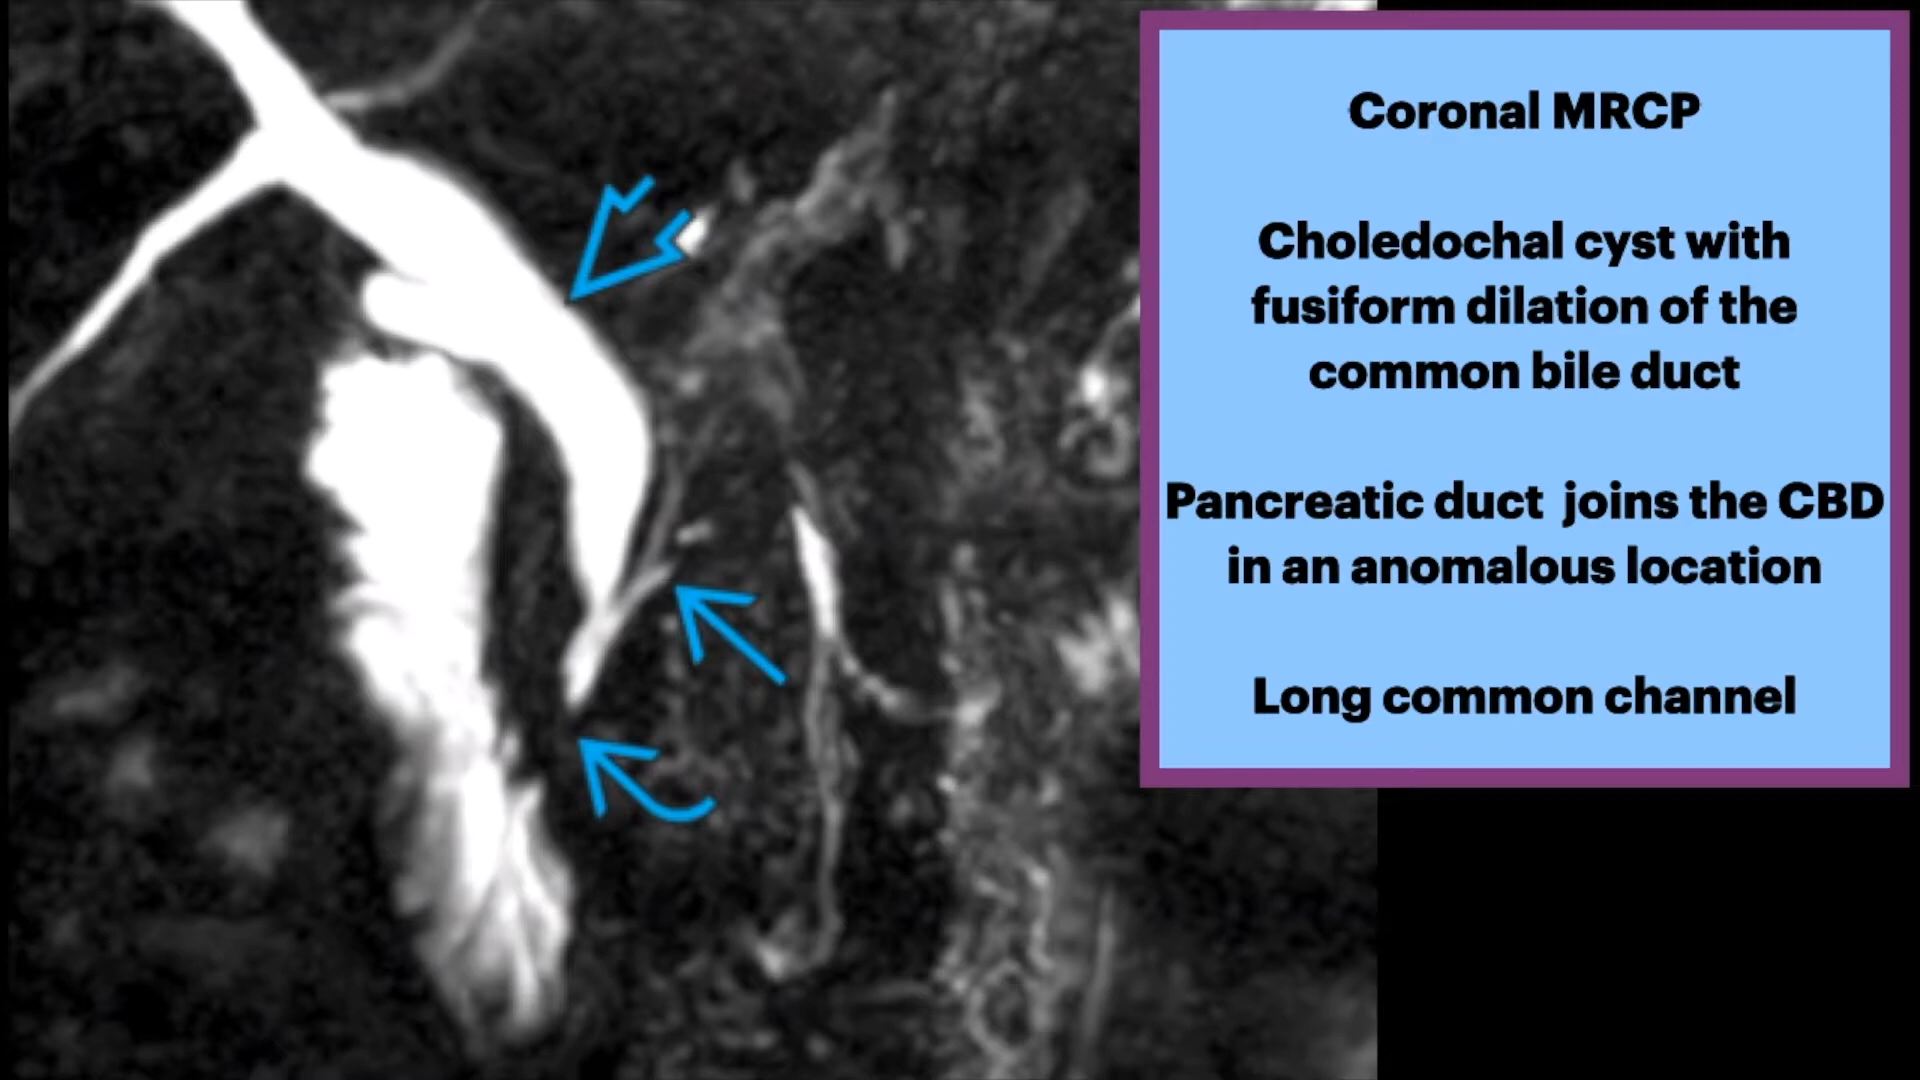 Coronal MRCP
Choledochal cyst with
fusiform dilation of the
common bile duct
Pancreatic duct joins the CBD
in an anomalous location
Long common channel